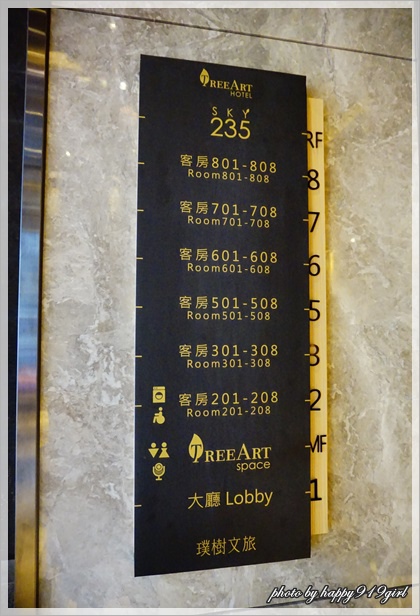 TREEART
HOTEL
SKY
235
RF
客房801-808
Room801-808
8
客房701-708
Room701-708
7
客房601-608
Room601-608
6
客房501-508
Room501-508
5
客房301-308
Room301-308
3
客房201-208
Room201-208
2
TREEART
space
MF
大廳 Lobby
1
璞樹文旅
photo by happy919girl